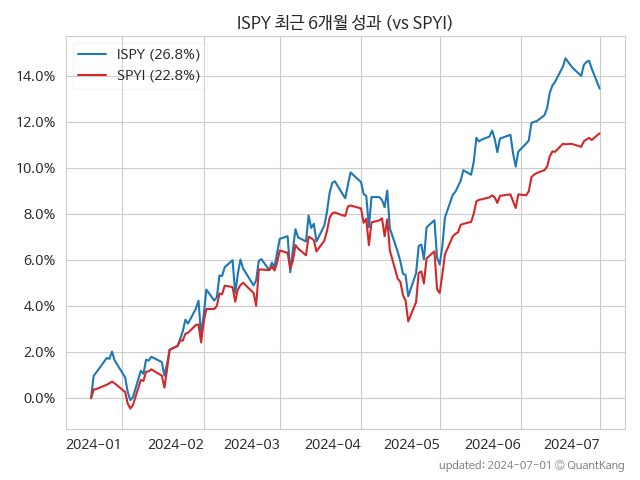 ISPY 최근 6개월 성과 (vs SPYI)
ISPY (26.8%)
SPYI (22.8%)
14.0%
12.0%
10.0%
8.0%
6.0%
4.0%
2.0%
0.0%
2024-01 2024-02 2024-03 2024-04 2024-05 2024-06 2024-07
updated: 2024-07-01 © QuantKang